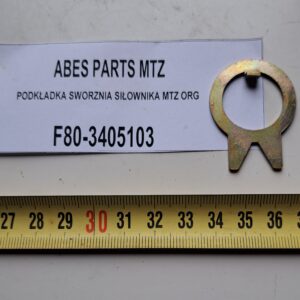 ABES PARTS MTZ
PODKŁADKA SWORZNIA SIŁOWNIKA MTZ ORG
F80-3405103
27 28 29 30 31 32 33 34 35 36